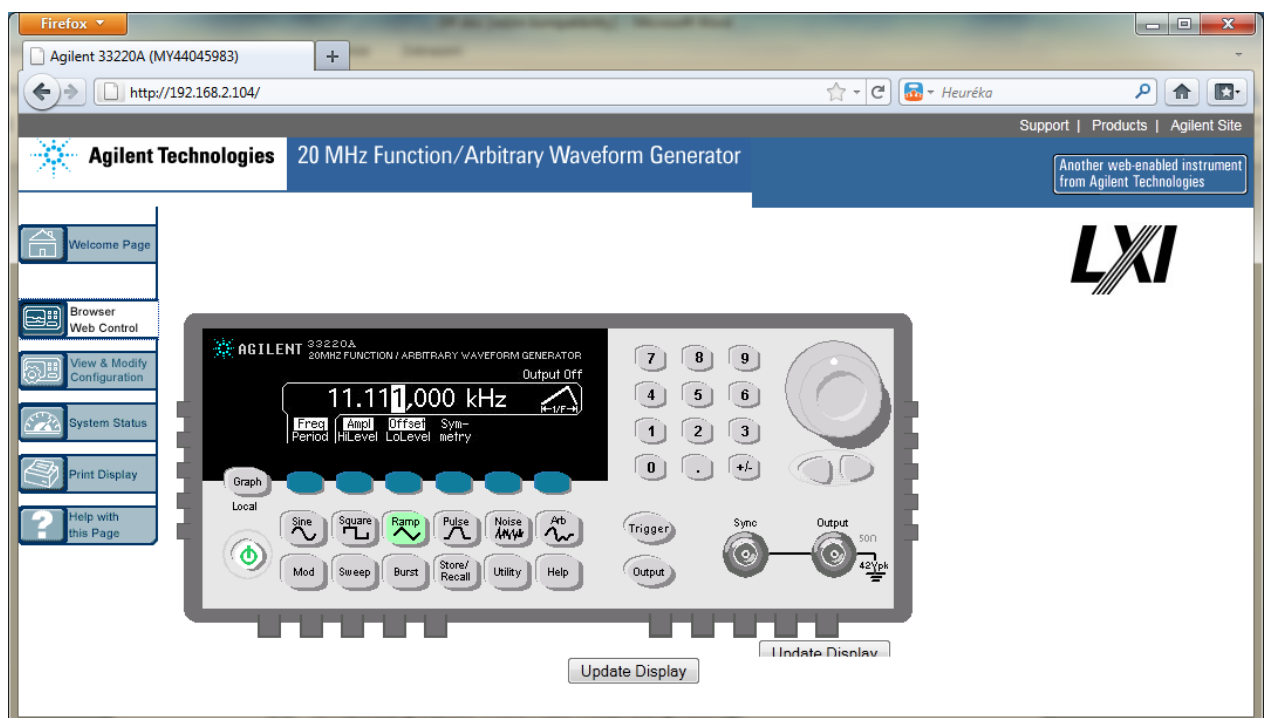 Firefox
Agilent 33220A (MY44045983)
http://192.168.2.104/
Heuréka
Support | Products | Agilent Site
Agilent Technologies
20 MHz Function/Arbitrary Waveform Generator
Another web-enabled instrument
from Agilent Technologies
Welcome Page
LXI
Browser
Web Control
View & Modify
Configuration
System Status
Print Display
Help with
this Page
AGILENT 33220A
20MHZ FUNCTION / ARBITRARY WAVEFORM GENERATOR
Output Off
11.111,000 kHz
1/F
Freq Ampl Offset Sym-
Period HiLevel LoLevel metry
Graph
Local
7 8 9
4 5 6
1 2 3
0 . +/-
Sine Square Ramp Pulse Noise Arb
Mod Sweep Burst Store/
Recall Utility Help
Trigger
Output
Sync
Output
50Ω
42Vpk
Update Display
Update Display